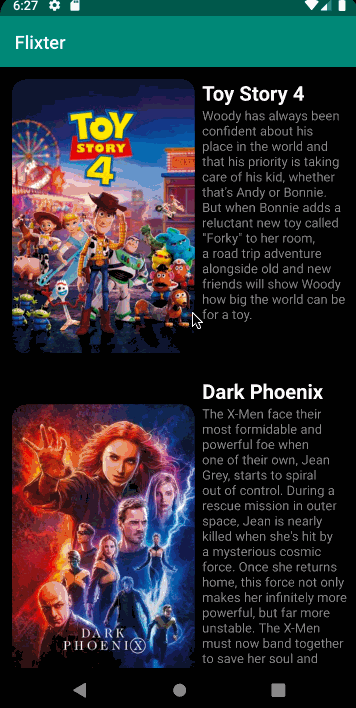 6:27
Flixter
TOY
STORY
4
Toy Story 4
Woody has always been
confident about his
place in the world and
that his priority is taking
care of his kid, whether
that's Andy or Bonnie.
But when Bonnie adds a
reluctant new toy called
"Forky" to her room,
a road trip adventure
alongside old and new
friends will show Woody
how big the world can be
for a toy.
DARK
PHOENIX
Dark Phoenix
The X-Men face their
most formidable and
powerful foe when
one of their own, Jean
Grey, starts to spiral
out of control. During a
rescue mission in outer
space, Jean is nearly
killed when she's hit by
a mysterious cosmic
force. Once she returns
home, this force not only
makes her infinitely more
powerful, but far more
unstable. The X-Men
must now band together
to save her soul and